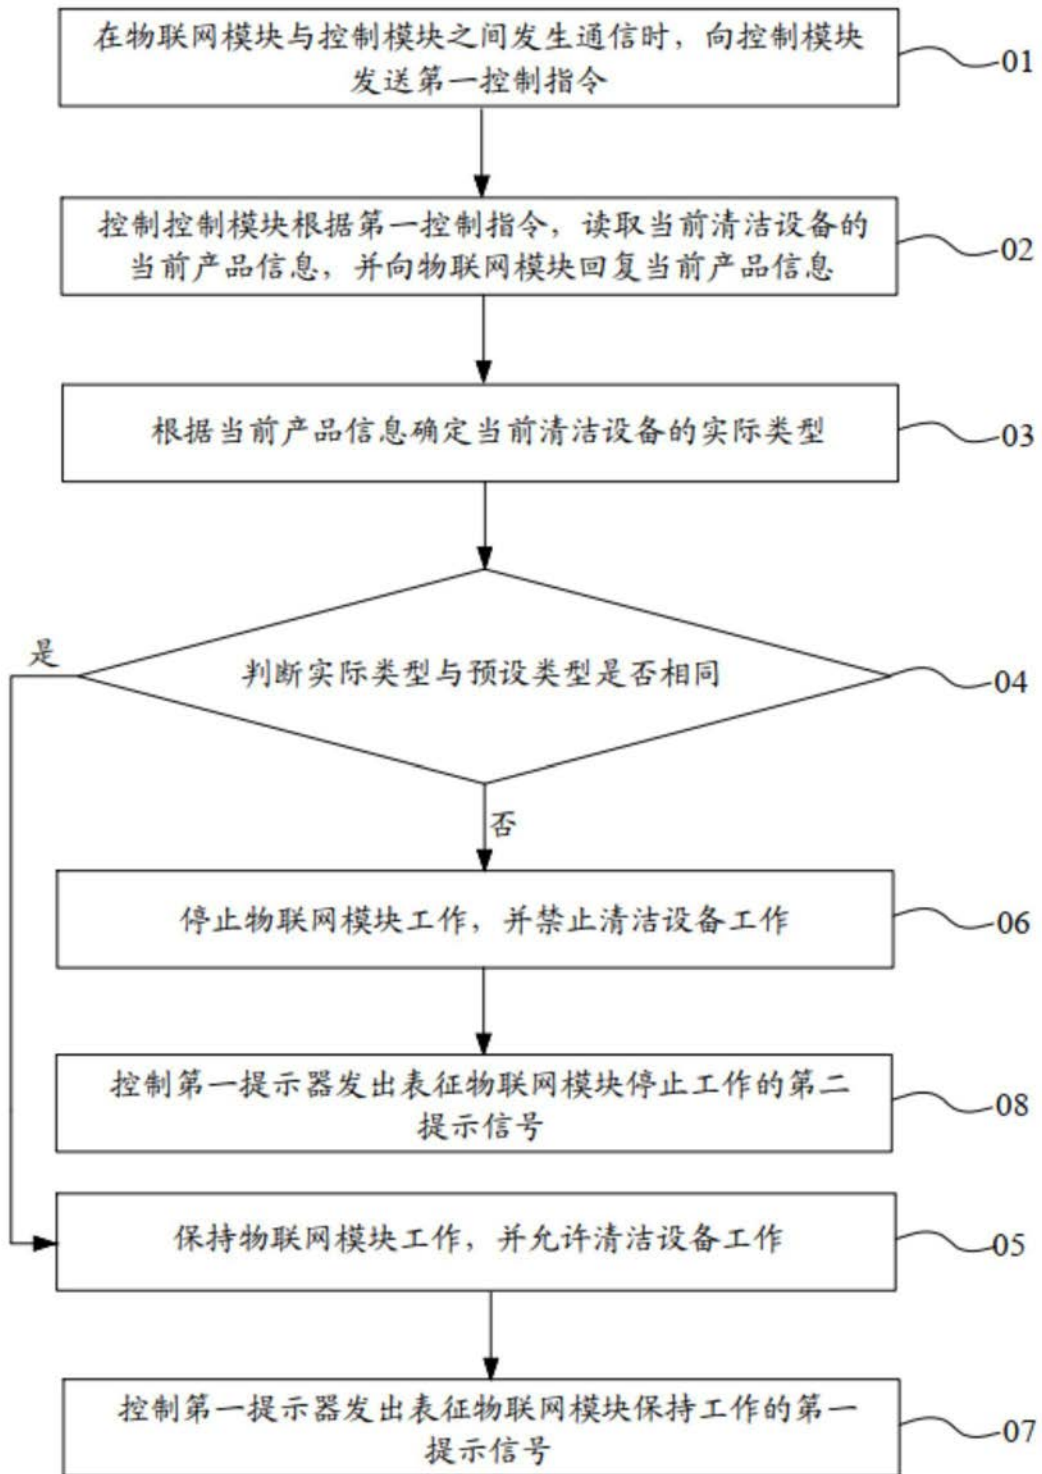 在物联网模块与控制模块之间发生通信时，向控制模块
发送第一控制指令
01
控制控制模块根据第一控制指令，读取当前清洁设备的
当前产品信息，并向物联网模块回复当前产品信息
02
根据当前产品信息确定当前清洁设备的实际类型
03
是
判断实际类型与预设类型是否相同
04
否
停止物联网模块工作，并禁止清洁设备工作
06
控制第一提示器发出表征物联网模块停止工作的第二
提示信号
08
保持物联网模块工作，并允许清洁设备工作
05
控制第一提示器发出表征物联网模块保持工作的第一
提示信号
07